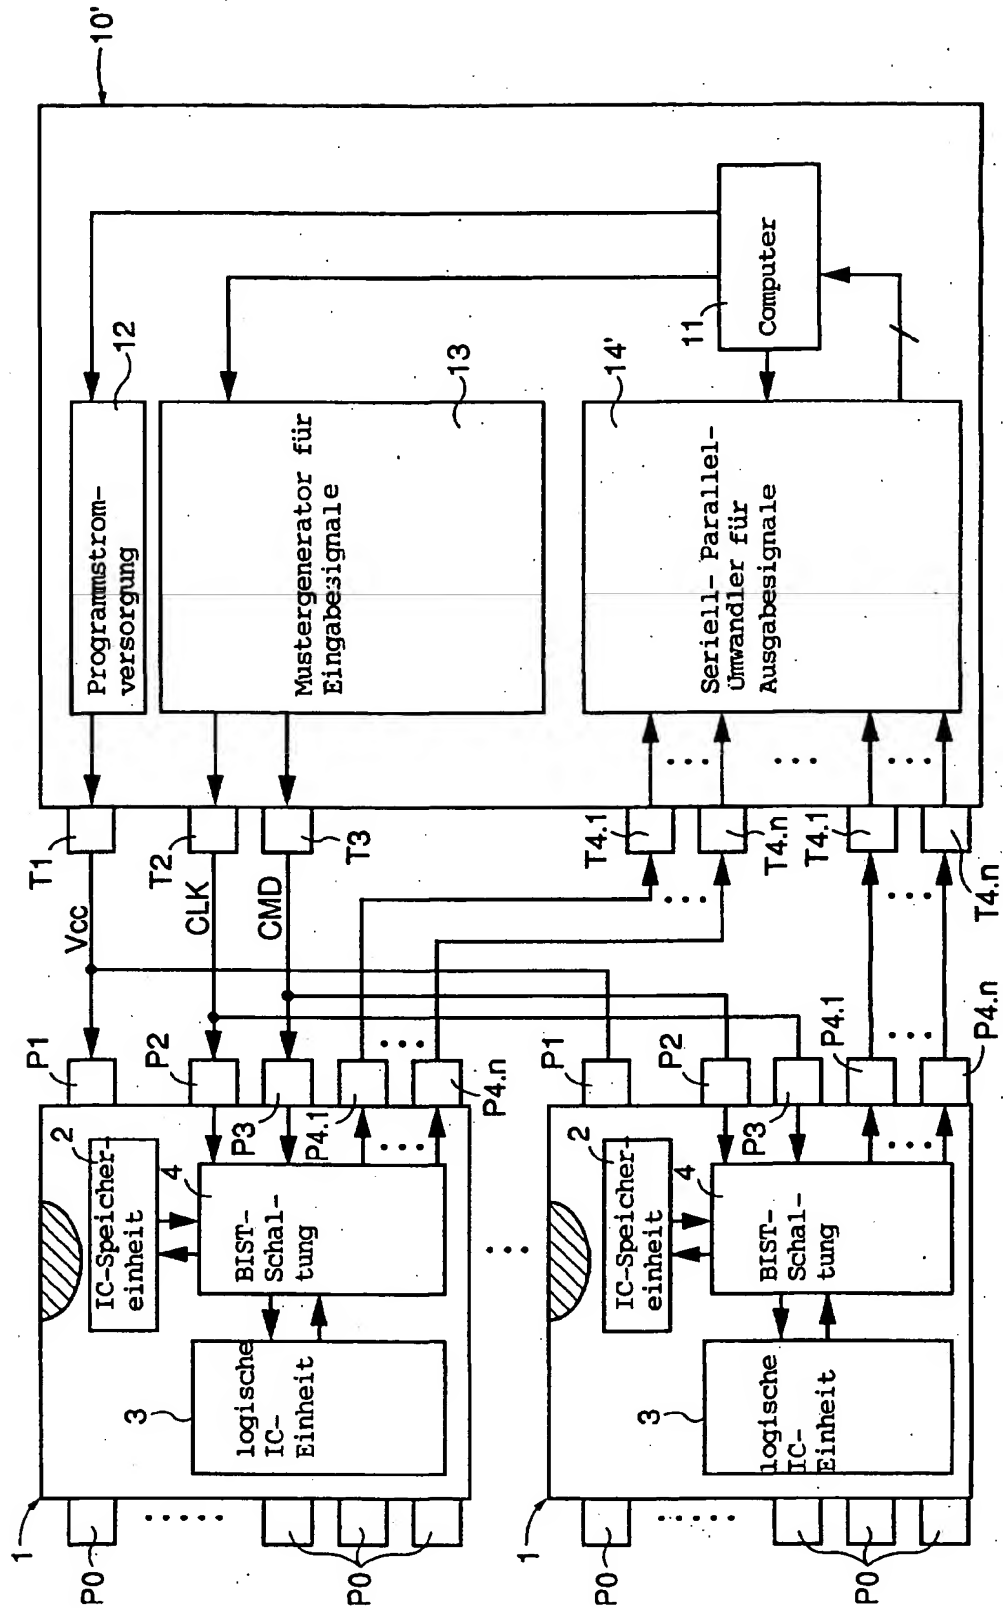 10'
Programmstrom-
versorgung
12
Mustergenerator für
Eingabesignale
13
Computer
11
Seriell- Parallel-
Umwandler für
Ausgabesignale
14'
T1
T2
T3
T4.1
T4.n
T4.1
T4.n
Vcc
CLK
CMD
P1
P2
P3
P4.1
P4.n
P1
P2
P3
P4.1
P4.n
1
IC-Speicher-
einheit
2
BIST-
Schal-
tung
4
logische
IC-
Einheit
3
P0
P0
1
IC-Speicher-
einheit
2
BIST-
Schal-
tung
4
logische
IC-
Einheit
3
P0
P0